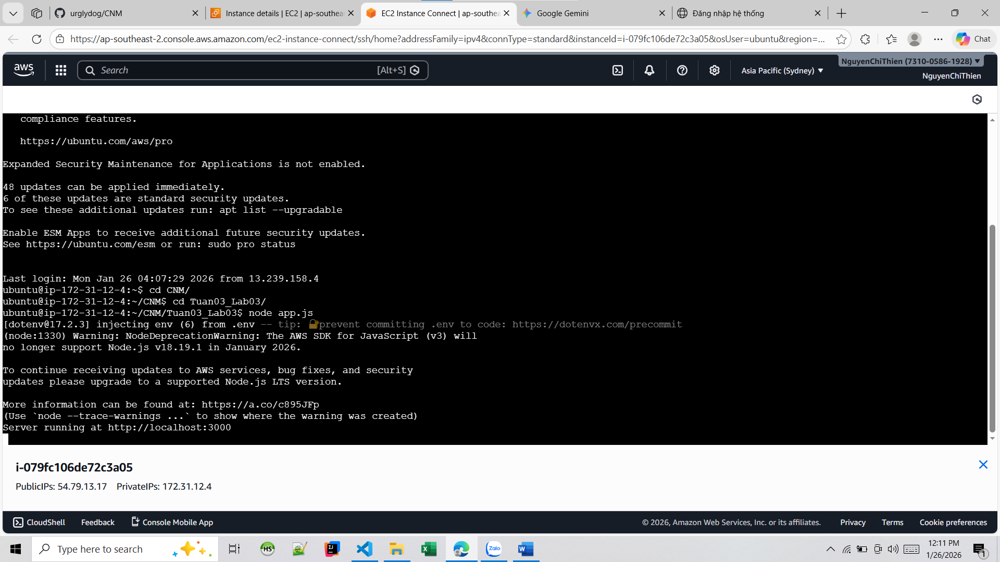 urglydog/CNM
Instance details | EC2 | ap-southeas
EC2 Instance Connect | ap-southea
Google Gemini
Đăng nhập hệ thống
https://ap-southeast-2.console.aws.amazon.com/ec2-instance-connect/ssh/home?addressFamily=ipv4&connType=standard&instanceId=i-079fc106de72c3a05&osUser=ubuntu&region=...
Chat
aws
Search
[Alt+S]
Asia Pacific (Sydney)
NguyenChiThien (7310-0586-1928)
NguyenChiThien
compliance features.
https://ubuntu.com/aws/pro
Expanded Security Maintenance for Applications is not enabled.
48 updates can be applied immediately.
6 of these updates are standard security updates.
To see these additional updates run: apt list --upgradable
Enable ESM Apps to receive additional future security updates.
See https://ubuntu.com/esm or run: sudo pro status
Last login: Mon Jan 26 04:07:29 2026 from 13.239.158.4
ubuntu@ip-172-31-12-4:~$ cd CNM/
ubuntu@ip-172-31-12-4:~/CNM$ cd Tuan03_Lab03/
ubuntu@ip-172-31-12-4:~/CNM/Tuan03_Lab03$ node app.js
[dotenv@17.2.3] injecting env (6) from .env -- tip: 🔐 prevent committing .env to code: https://dotenvx.com/precommit
(node:1330) Warning: NodeDeprecationWarning: The AWS SDK for JavaScript (v3) will
no longer support Node.js v18.19.1 in January 2026.
To continue receiving updates to AWS services, bug fixes, and security
updates please upgrade to a supported Node.js LTS version.
More information can be found at: https://a.co/c895JFp
(Use `node --trace-warnings ...` to show where the warning was created)
Server running at http://localhost:3000
i-079fc106de72c3a05
PublicIPs: 54.79.13.17 PrivateIPs: 172.31.12.4
CloudShell
Feedback
Console Mobile App
© 2026, Amazon Web Services, Inc. or its affiliates.
Privacy
Terms
Cookie preferences
Type here to search
HS
IJ
Zalo
W
12:11 PM
1/26/2026
1